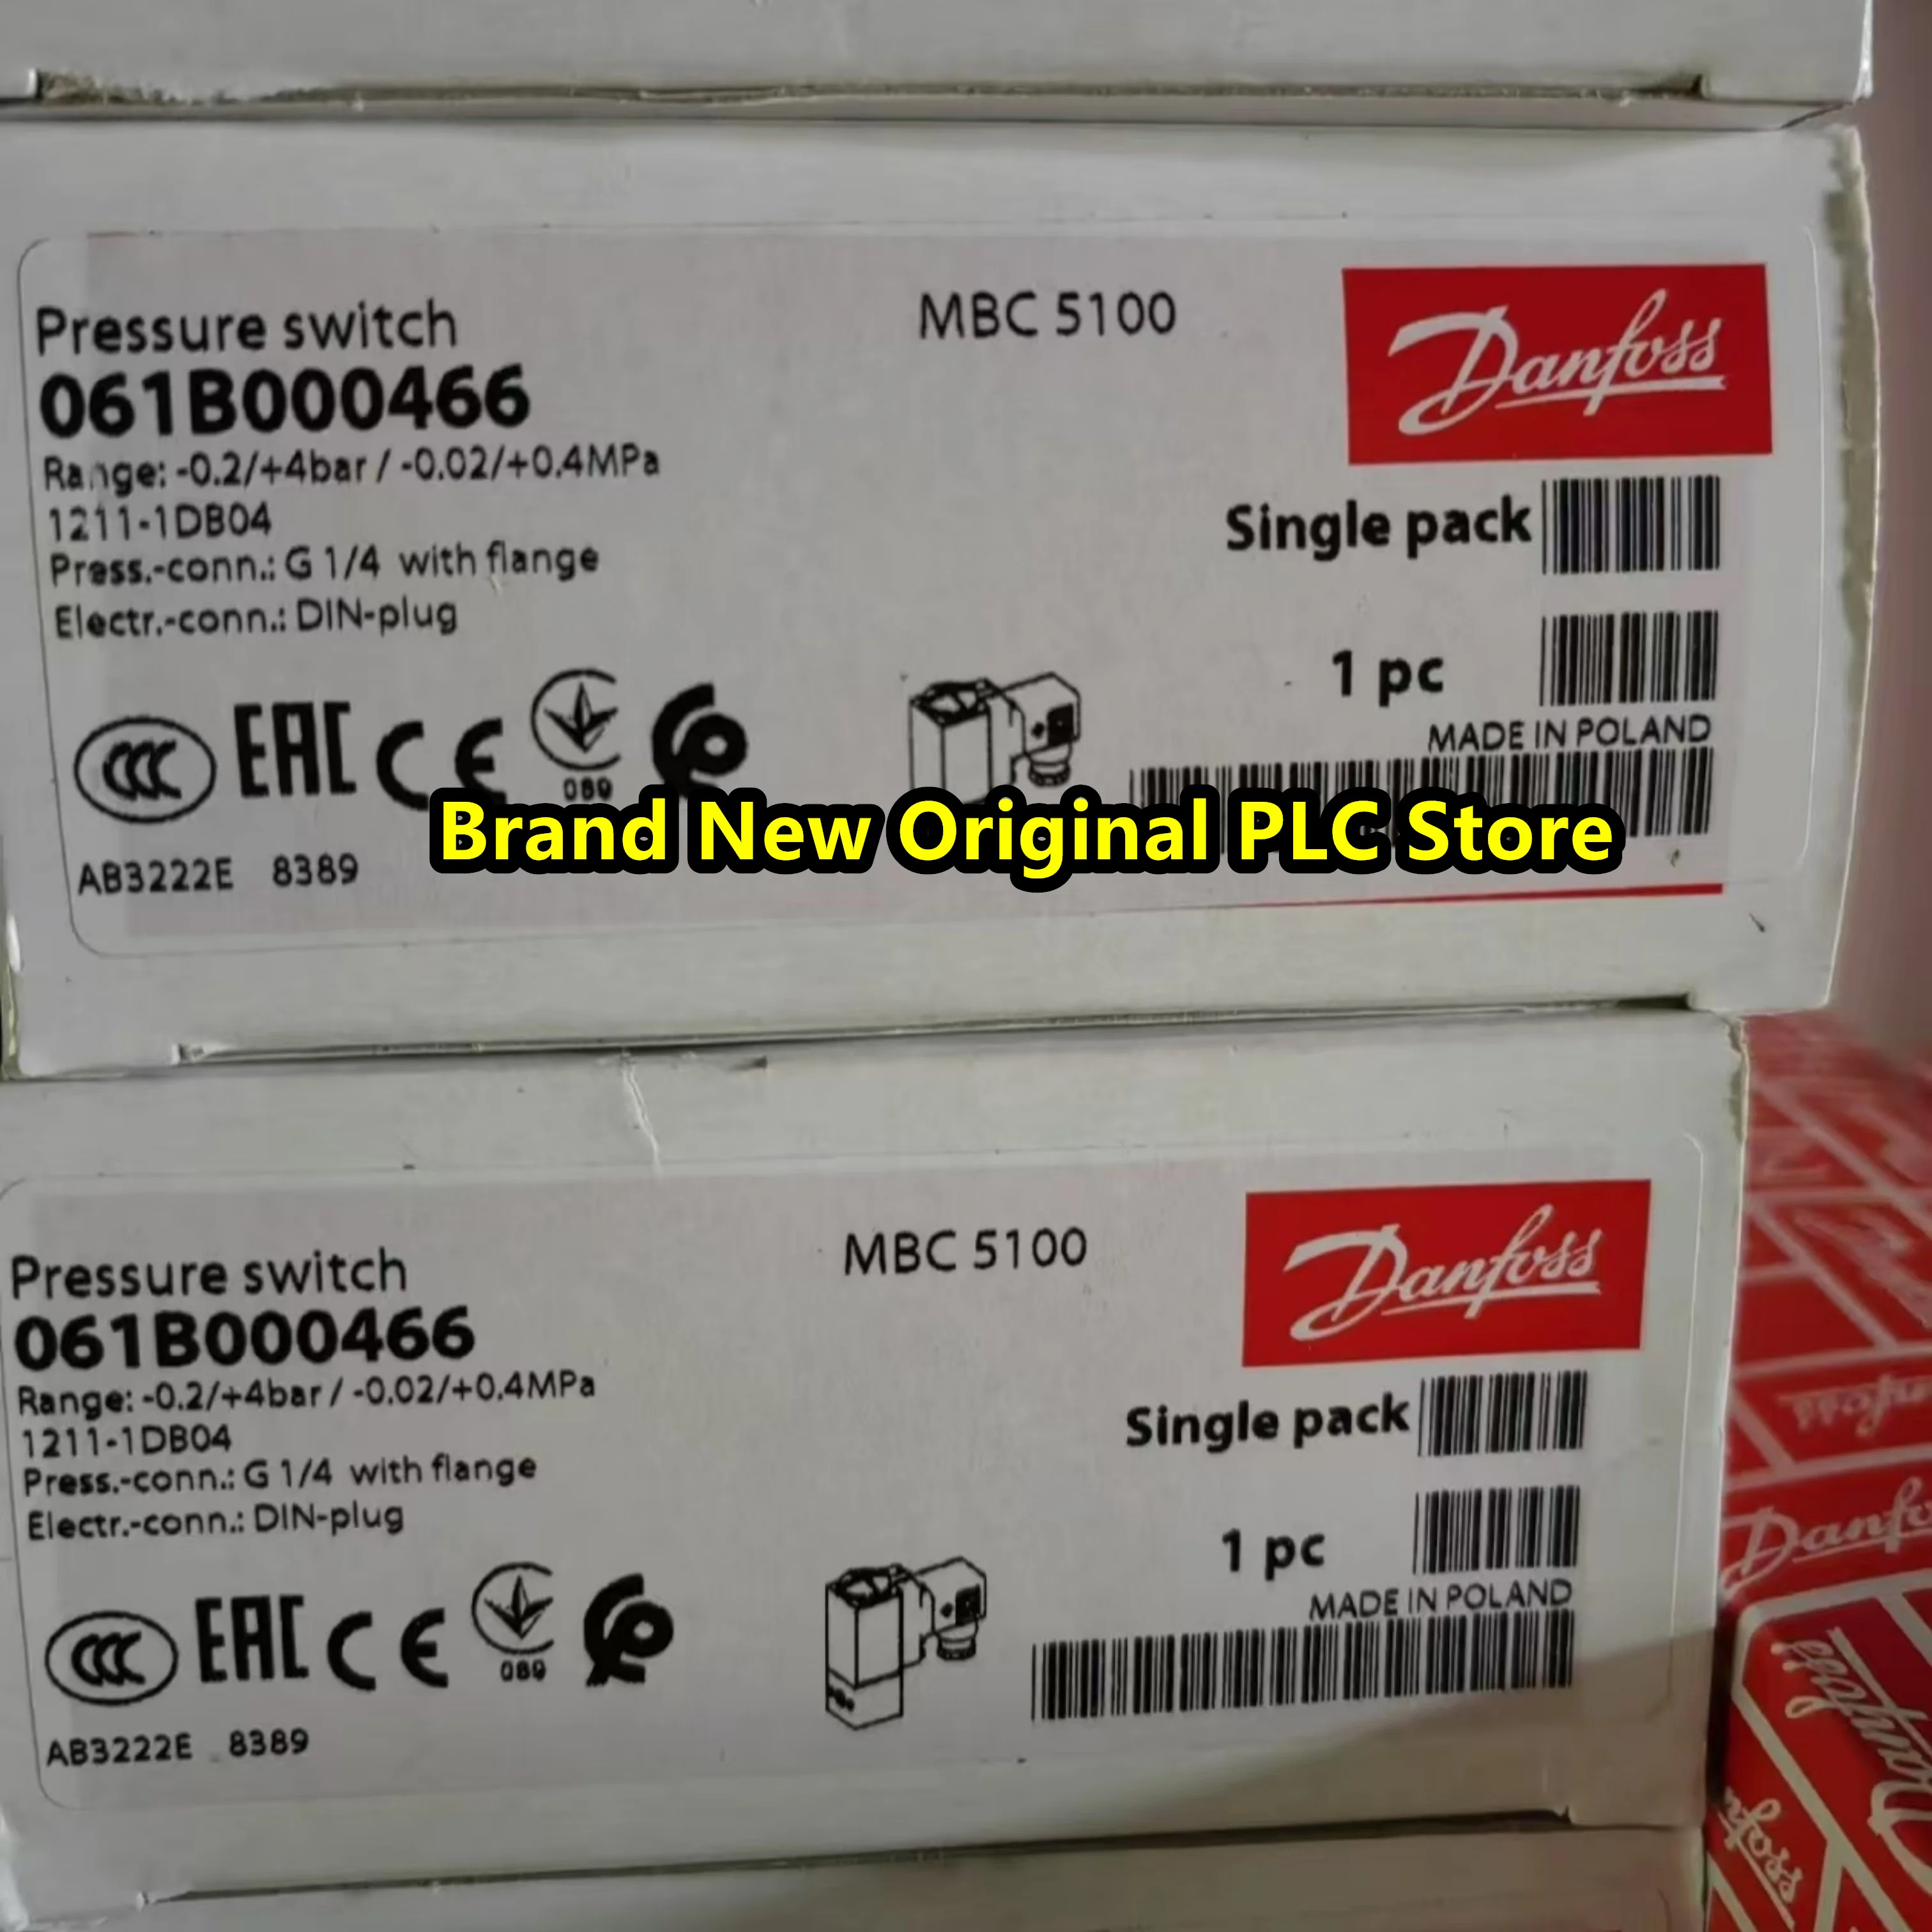 Pressure switch
MBC 5100
Danfoss
061B000466
Range: -0.2/+4bar / -0.02/+0.4MPa
1211-1DB04
Single pack
Press.-conn.: G 1/4 with flange
Electr.-conn.: DIN-plug
1 pc
MADE IN POLAND
CCC EAC CE
089
Brand New Original PLC Store
AB3222E 8389
Pressure switch
MBC 5100
Danfoss
061B000466
Range: -0.2/+4bar / -0.02/+0.4MPa
1211-1DB04
Single pack
Press.-conn.: G 1/4 with flange
Electr.-conn.: DIN-plug
1 pc
MADE IN POLAND
CCC EAC CE
089
AB3222E 8389
Danfoss
Danfoss